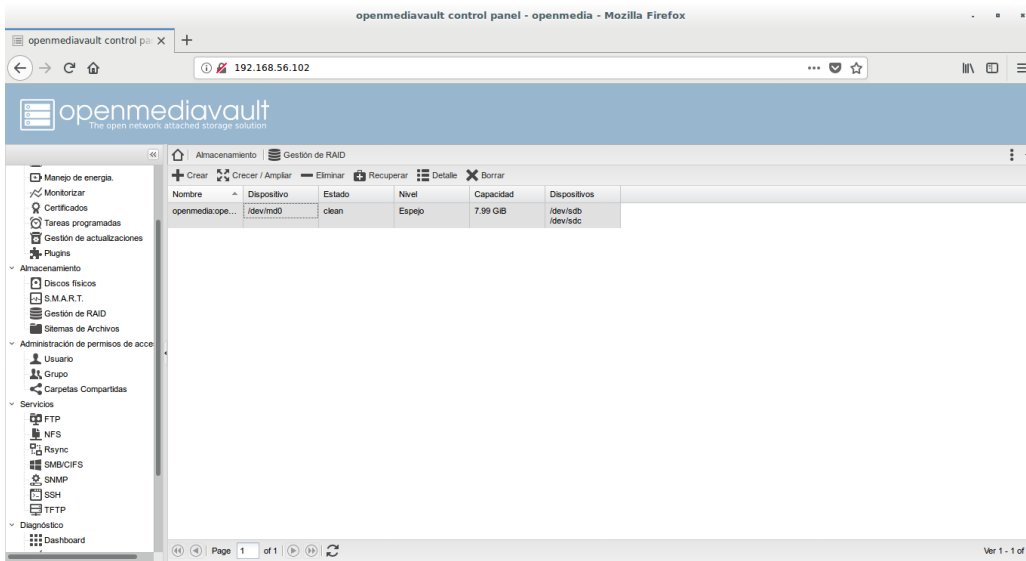 openmediavault control panel - openmedia - Mozilla Firefox
openmediavault control pa
192.168.56.102
openmediavault
The open network attached storage solution
Almacenamiento Gestión de RAID
Crear Crecer / Ampliar Eliminar Recuperar Detalle Borrar
Nombre Dispositivo Estado Nivel Capacidad Dispositivos
openmedia:ope... /dev/md0 clean Espejo 7.99 GiB /dev/sdb
/dev/sdc
Manejo de energia.
Monitorizar
Certificados
Tareas programadas
Gestión de actualizaciones
Plugins
Almacenamiento
Discos físicos
S.M.A.R.T.
Gestión de RAID
Sitemas de Archivos
Administración de permisos de acce
Usuario
Grupo
Carpetas Compartidas
Servicios
FTP
NFS
Rsync
SMB/CIFS
SNMP
SSH
TFTP
Diagnóstico
Dashboard
Page 1 of 1
Ver 1 - 1 of